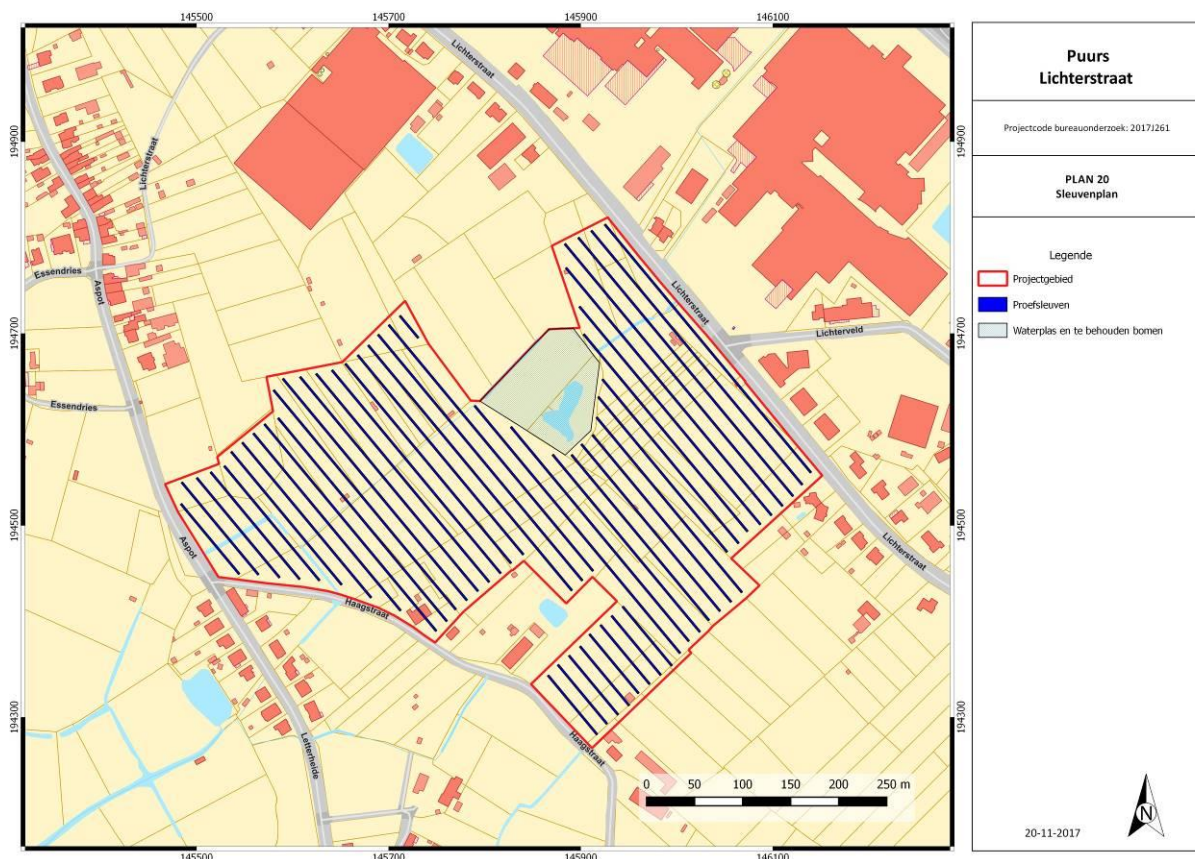 145500 145700 145900 146100
Lichterstraat
Lichterstraat
194900
194900
Essendries
Aspot
Lichterstraat
Lichterveld
194700
194700
Essendries
194500
194500
Aspot
Lichterstraat
Haagstraat
Haagstraat
Letterheide
194300
194300
0 50 100 150 200 250 m
145500 145700 145900 146100
Puurs
Lichterstraat
Projectcode bureauonderzoek: 2017J261
PLAN 20
Sleuvenplan
Legende
Projectgebied
Proefsleuven
Waterplas en te behouden bomen
20-11-2017
N